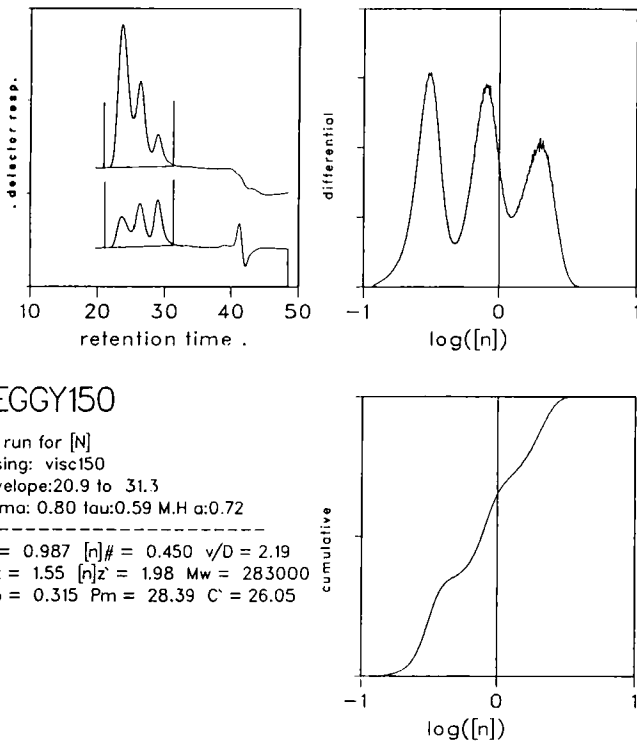 . detector resp.
10 20 30 40 50
retention time .
differential
-1 0 1
log([n])
EGGY150
run for [N]
sing: visc150
velope:20.9 to 31.3
ma: 0.80 tau:0.59 M.H a:0.72
--------------------------
= 0.987 [n]# = 0.450 v/D = 2.19
= 1.55 [n]z` = 1.98 Mw = 283000
= 0.315 Pm = 28.39 C` = 26.05
cumulative
-1 0 1
log([n])